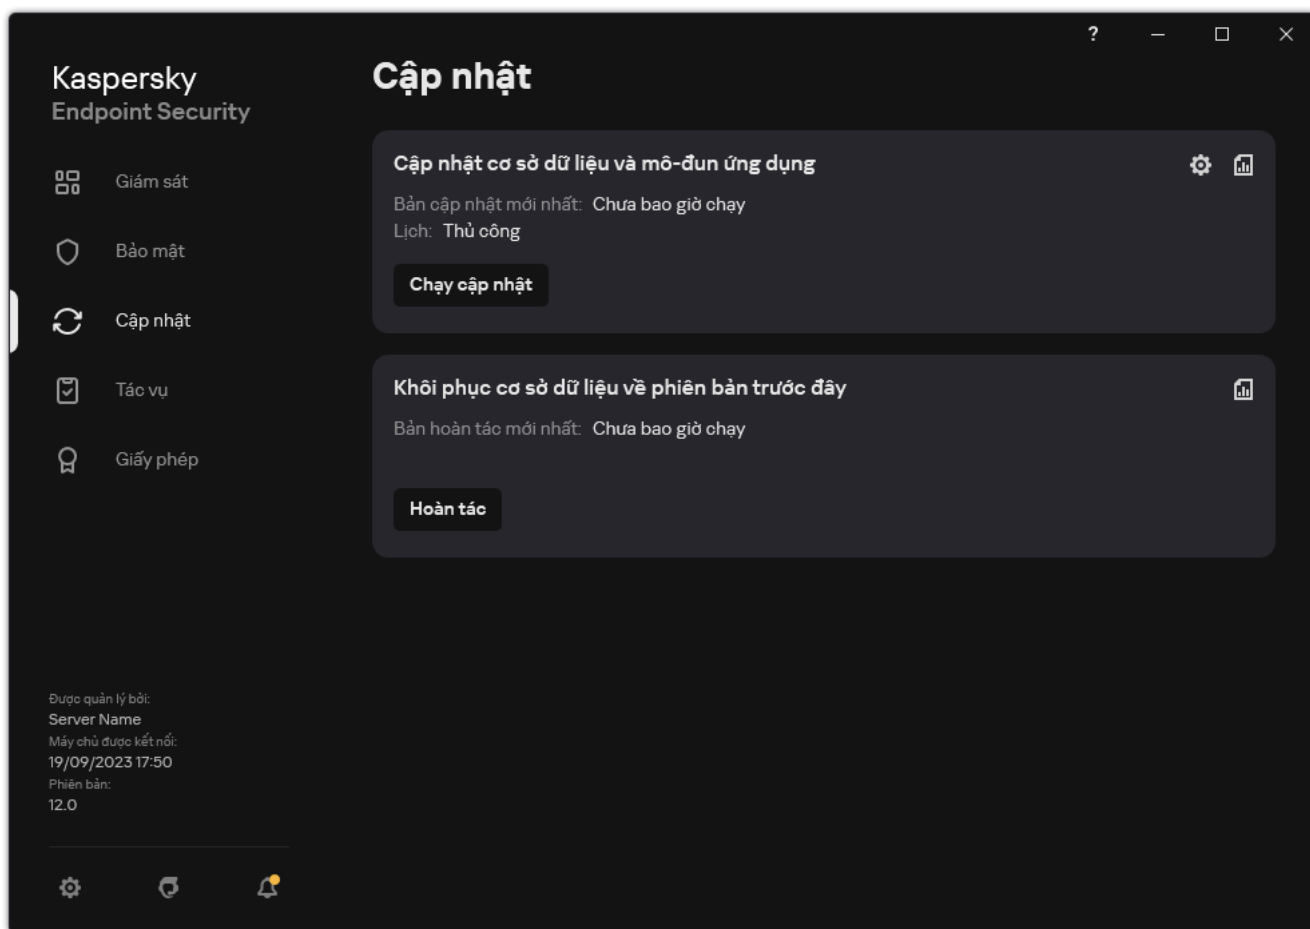 ?
Kaspersky
Endpoint Security
Giám sát
Bảo mật
Cập nhật
Tác vụ
Giấy phép
Được quản lý bởi:
Server Name
Máy chủ được kết nối:
19/09/2023 17:50
Phiên bản:
12.0
Cập nhật
Cập nhật cơ sở dữ liệu và mô-đun ứng dụng
Bản cập nhật mới nhất: Chưa bao giờ chạy
Lịch: Thủ công
Chạy cập nhật
Khôi phục cơ sở dữ liệu về phiên bản trước đây
Bản hoàn tác mới nhất: Chưa bao giờ chạy
Hoàn tác